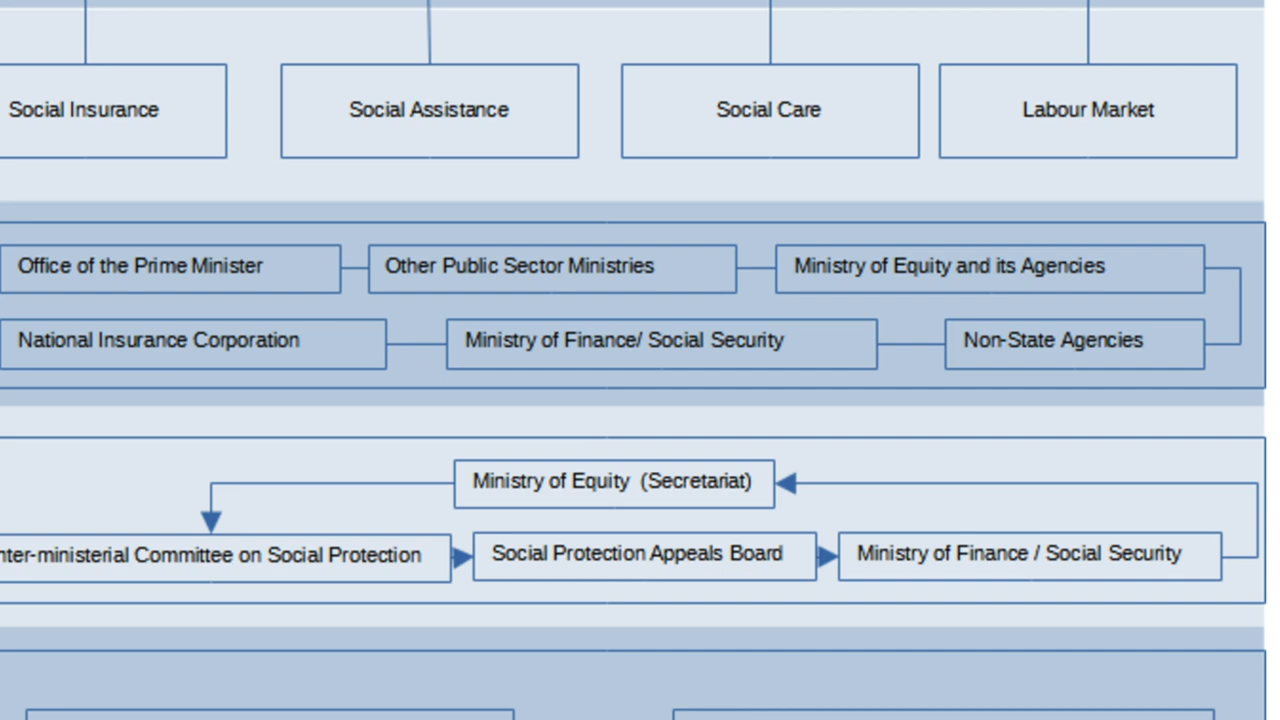 Social Insurance
Social Assistance
Social Care
Labour Market
Office of the Prime Minister
Other Public Sector Ministries
Ministry of Equity and its Agencies
National Insurance Corporation
Ministry of Finance/ Social Security
Non-State Agencies
Ministry of Equity  (Secretariat)
nter-ministerial Committee on Social Protection
Social Protection Appeals Board
Ministry of Finance / Social Security